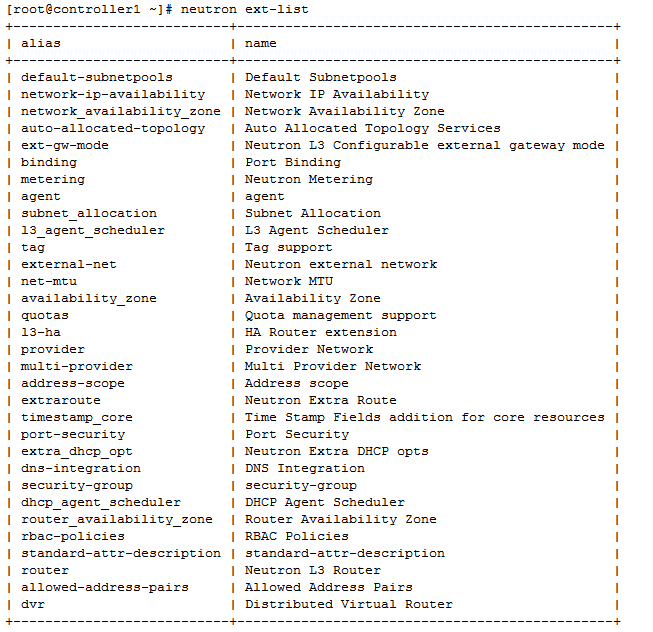 [root@controller1 ~]# neutron ext-list
+---------------------------+-----------------------------------------------+
| alias                     | name                                          |
+---------------------------+-----------------------------------------------+
| default-subnetpools       | Default Subnetpools                           |
| network-ip-availability   | Network IP Availability                       |
| network_availability_zone | Network Availability Zone                     |
| auto-allocated-topology   | Auto Allocated Topology Services              |
| ext-gw-mode               | Neutron L3 Configurable external gateway mode |
| binding                   | Port Binding                                  |
| metering                  | Neutron Metering                              |
| agent                     | agent                                         |
| subnet_allocation         | Subnet Allocation                             |
| l3_agent_scheduler        | L3 Agent Scheduler                            |
| tag                       | Tag support                                   |
| external-net              | Neutron external network                      |
| net-mtu                   | Network MTU                                   |
| availability_zone         | Availability Zone                             |
| quotas                    | Quota management support                      |
| l3-ha                     | HA Router extension                           |
| provider                  | Provider Network                              |
| multi-provider            | Multi Provider Network                        |
| address-scope             | Address scope                                 |
| extraroute                | Neutron Extra Route                           |
| timestamp_core            | Time Stamp Fields addition for core resources |
| port-security             | Port Security                                 |
| extra_dhcp_opt            | Neutron Extra DHCP opts                       |
| dns-integration           | DNS Integration                               |
| security-group            | security-group                                |
| dhcp_agent_scheduler      | DHCP Agent Scheduler                          |
| router_availability_zone  | Router Availability Zone                      |
| rbac-policies             | RBAC Policies                                 |
| standard-attr-description | standard-attr-description                     |
| router                    | Neutron L3 Router                             |
| allowed-address-pairs     | Allowed Address Pairs                         |
| dvr                       | Distributed Virtual Router                    |
+---------------------------+-----------------------------------------------+